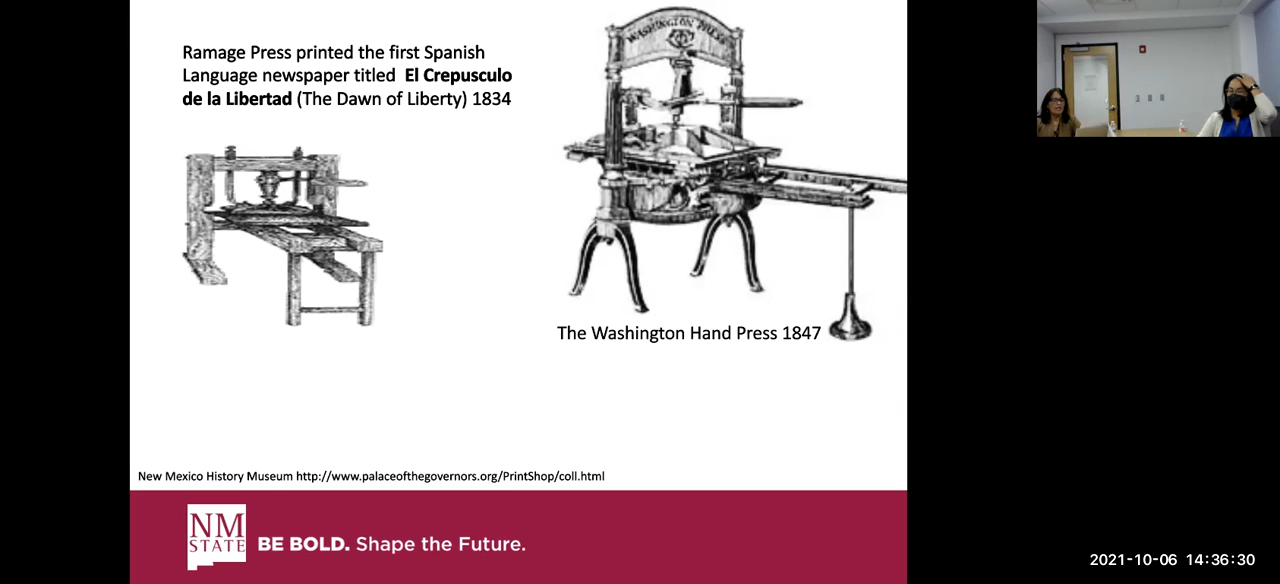 Ramage Press printed the first Spanish
Language newspaper titled El Crepusculo
de la Libertad (The Dawn of Liberty) 1834
WASHINGTON PRESS
The Washington Hand Press 1847
New Mexico History Museum http://www.palaceofthegovernors.org/PrintShop/coll.html
NM
STATE
BE BOLD. Shape the Future.
2021-10-06 14:36:30